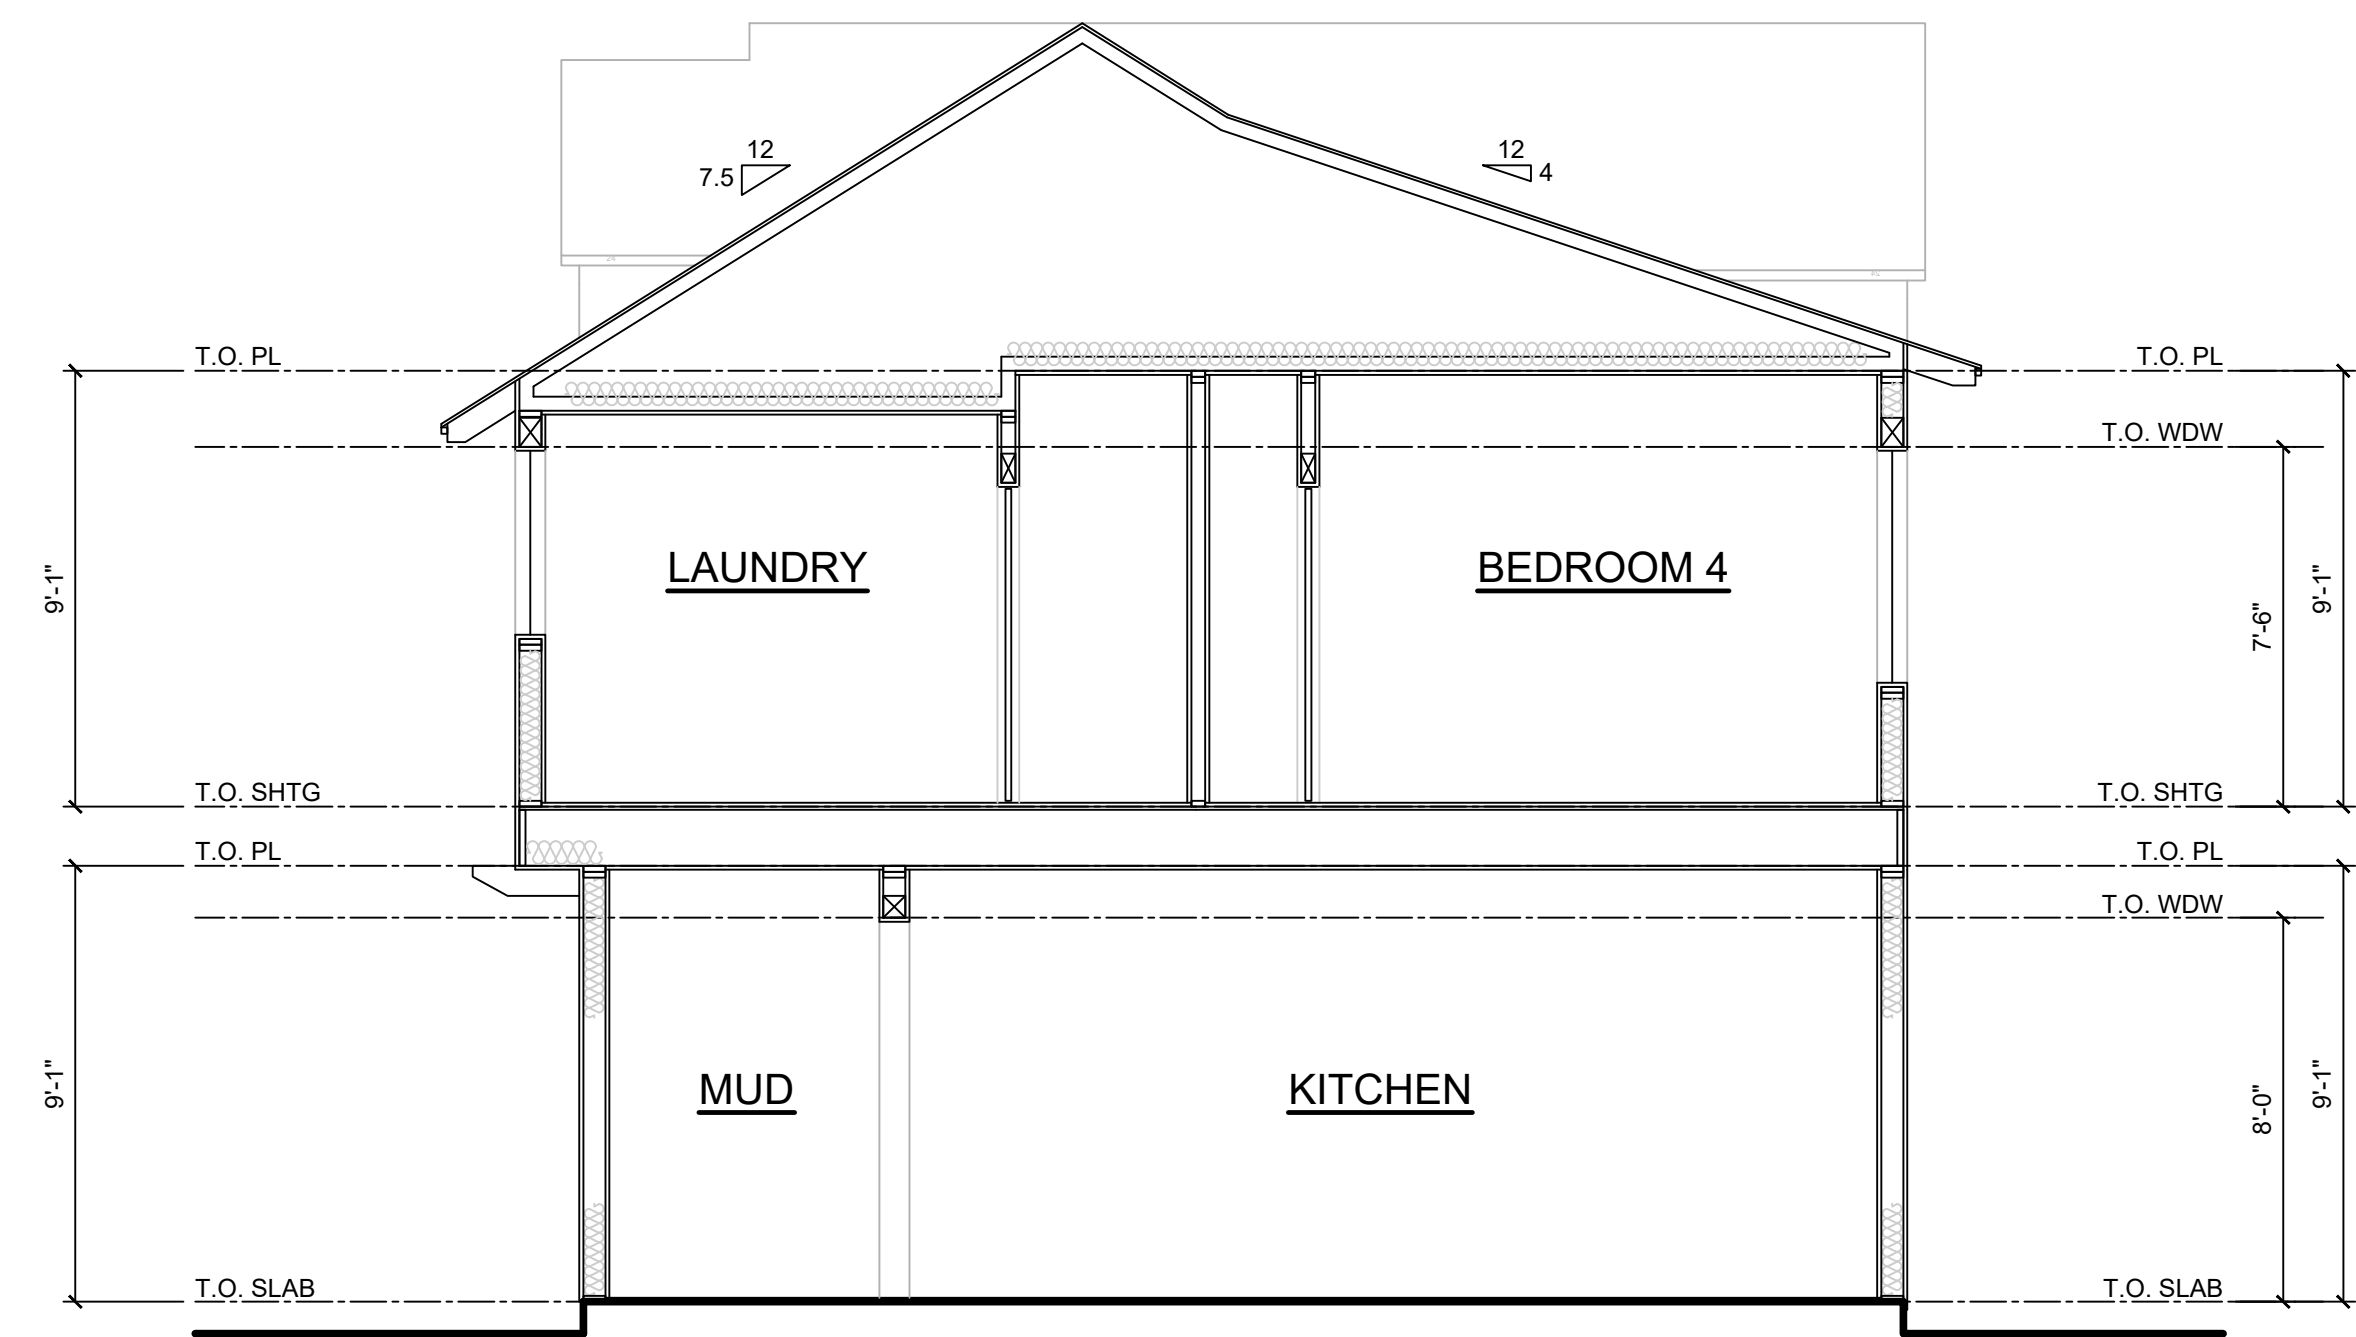 12
7.5
12
4
T.O. PL
T.O. PL
T.O. WDW
LAUNDRY
BEDROOM 4
9'-1"
7'-6"
9'-1"
T.O. SHTG
T.O. SHTG
T.O. PL
T.O. PL
T.O. WDW
MUD
KITCHEN
9'-1"
8'-0"
9'-1"
T.O. SLAB
T.O. SLAB